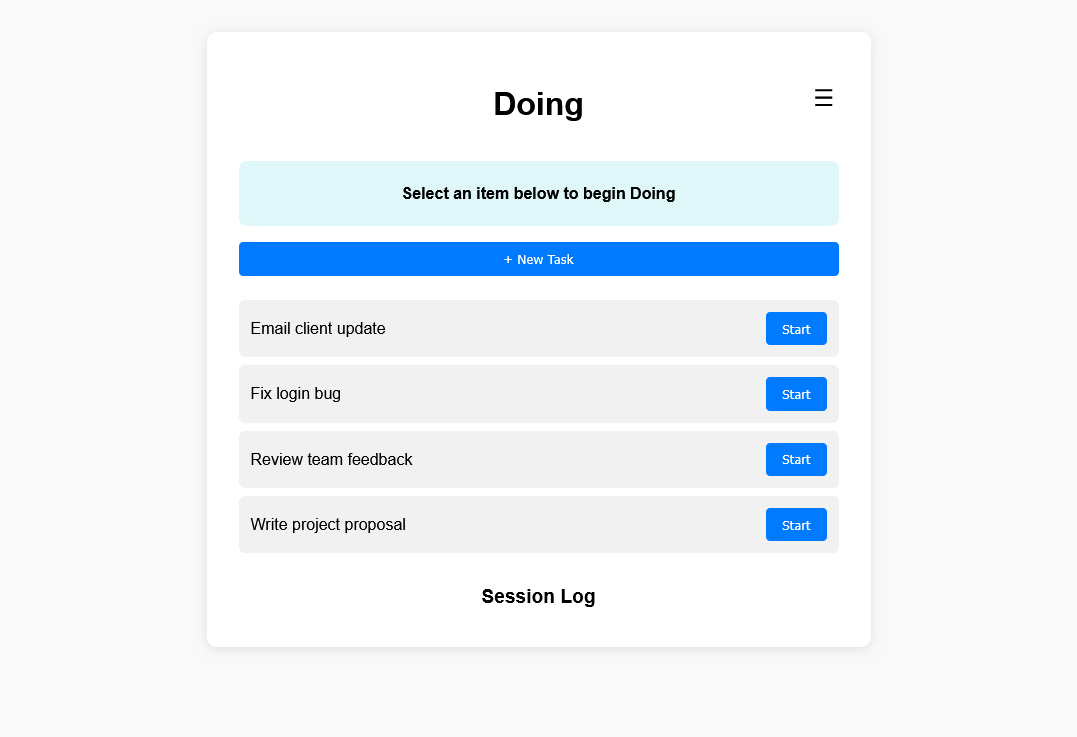 Doing
☰
Select an item below to begin Doing
+ New Task
Email client update
Start
Fix login bug
Start
Review team feedback
Start
Write project proposal
Start
Session Log